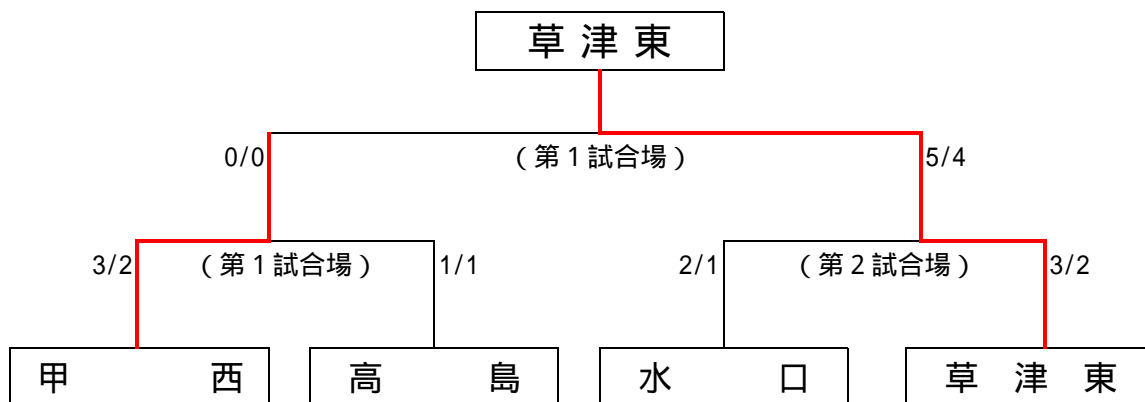 草津東
0/0 (第1試合場) 5/4
3/2 (第1試合場) 1/1 2/1 (第2試合場) 3/2
甲西 高島 水口 草津東